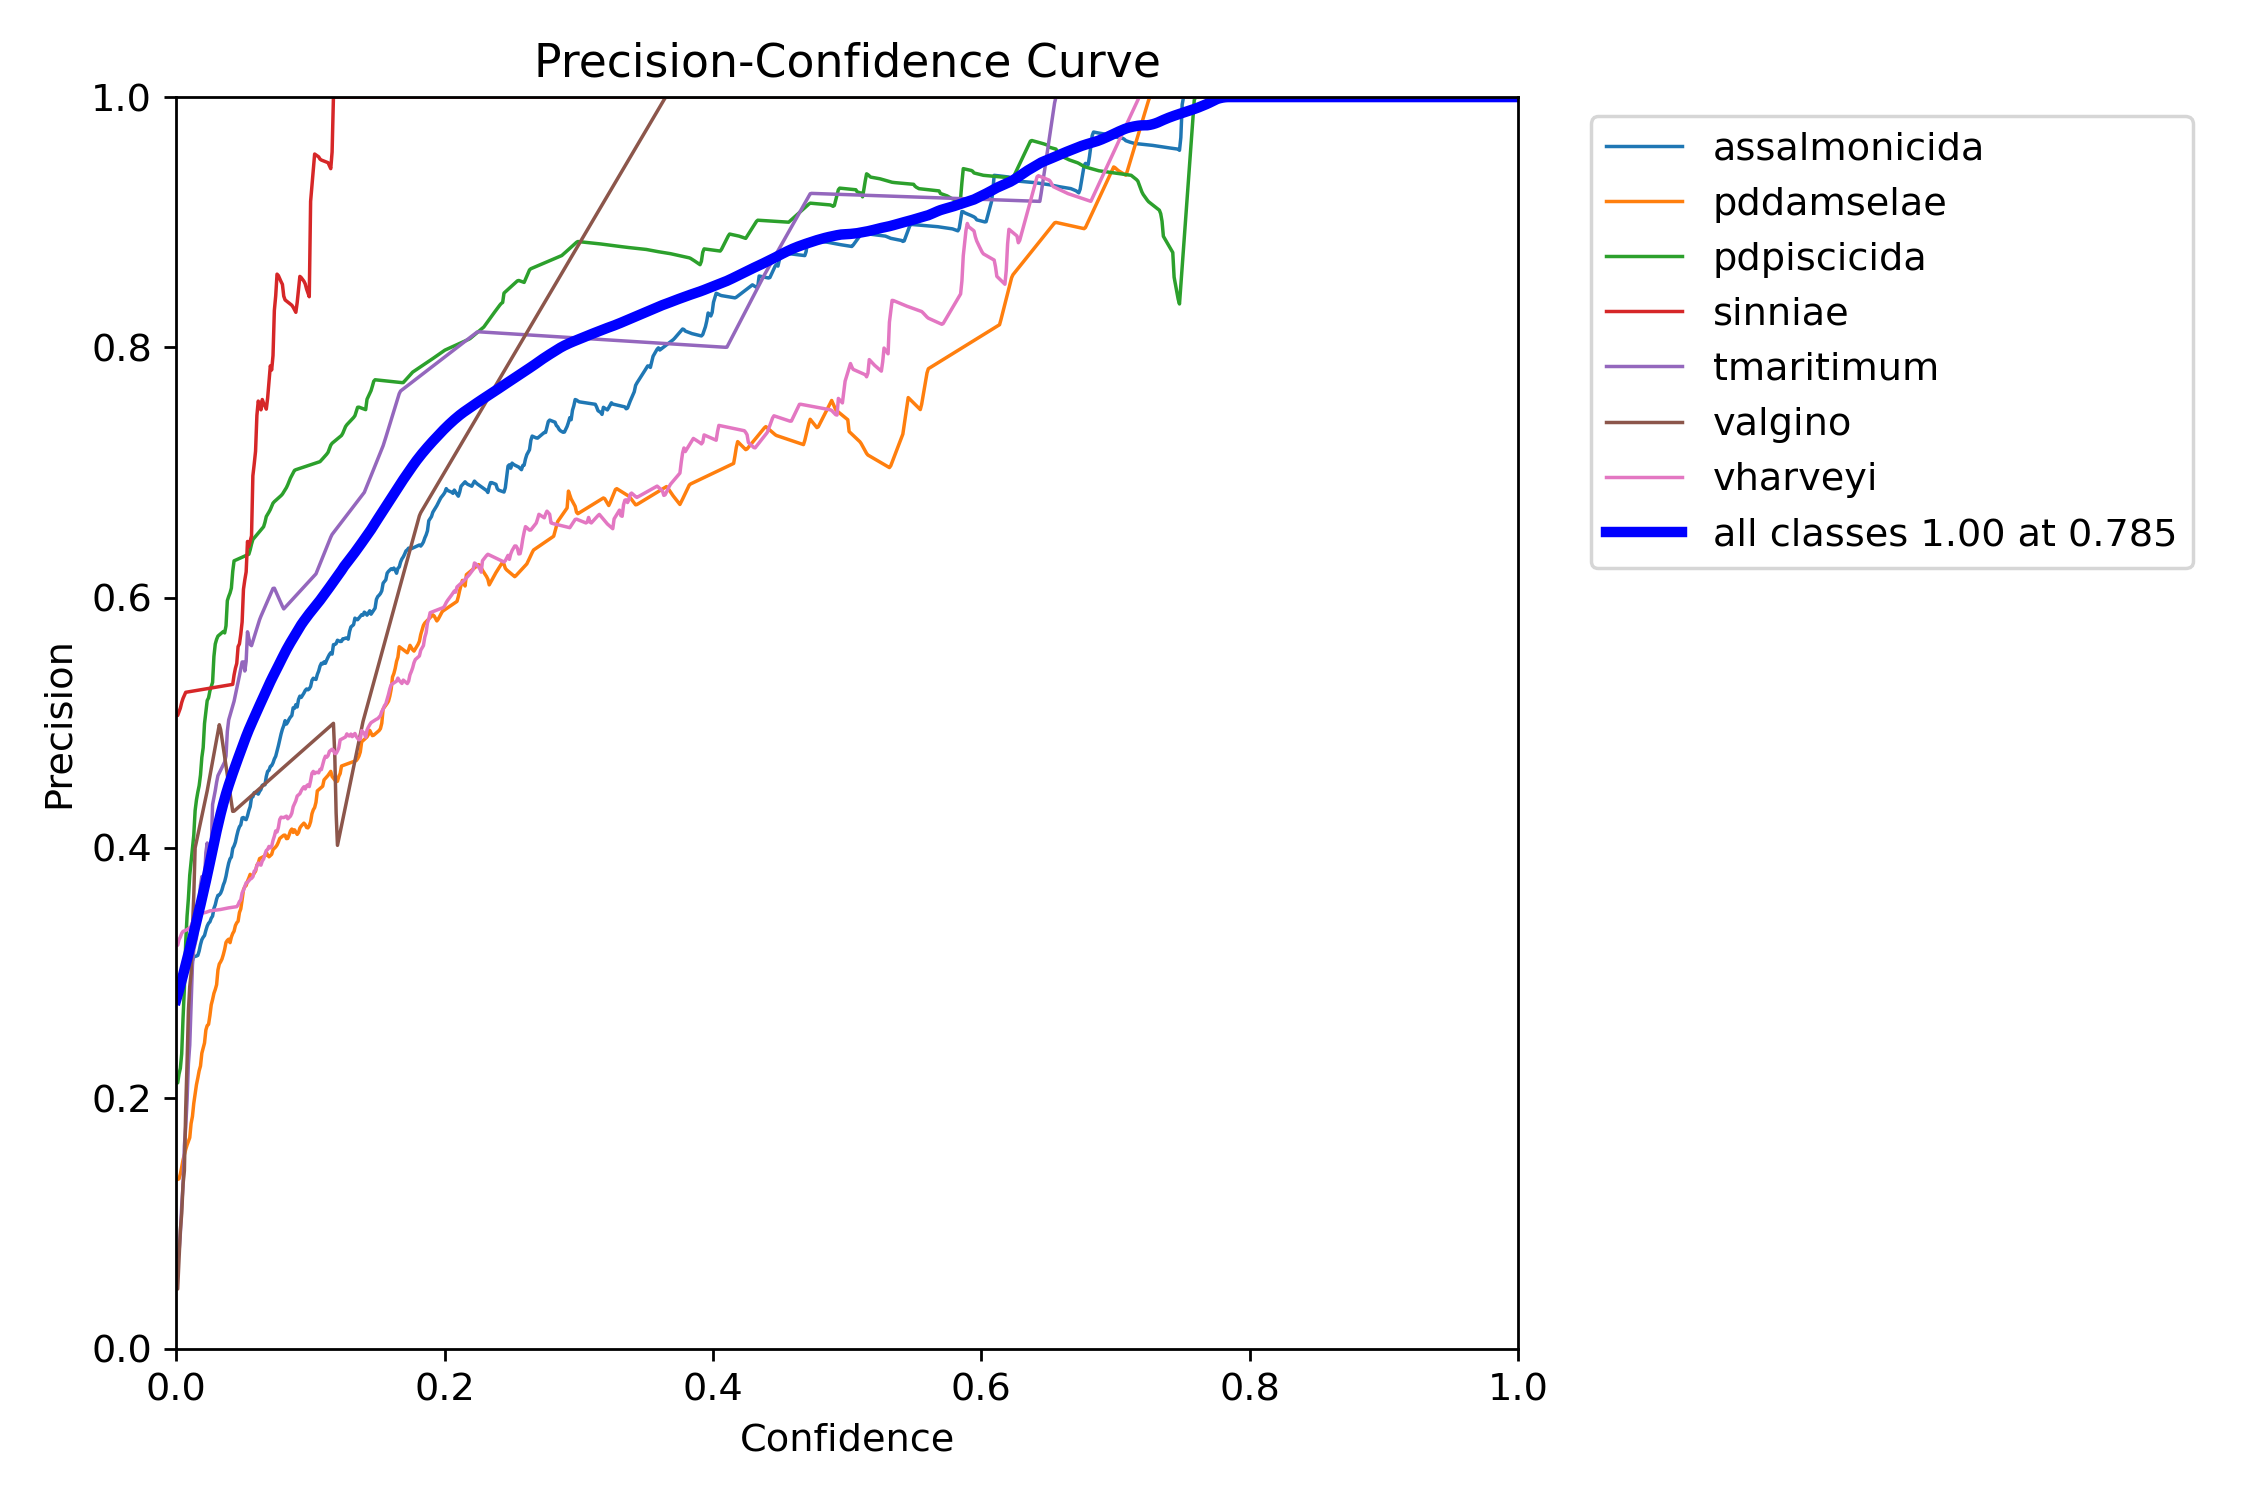 Precision-Confidence Curve
1.0
0.8
0.6
0.4
0.2
0.0
Precision
0.0 0.2 0.4 0.6 0.8 1.0
Confidence
assalmonicida
pddamselae
pdpiscicida
sinniae
tmaritimum
valgino
vharveyi
all classes 1.00 at 0.785